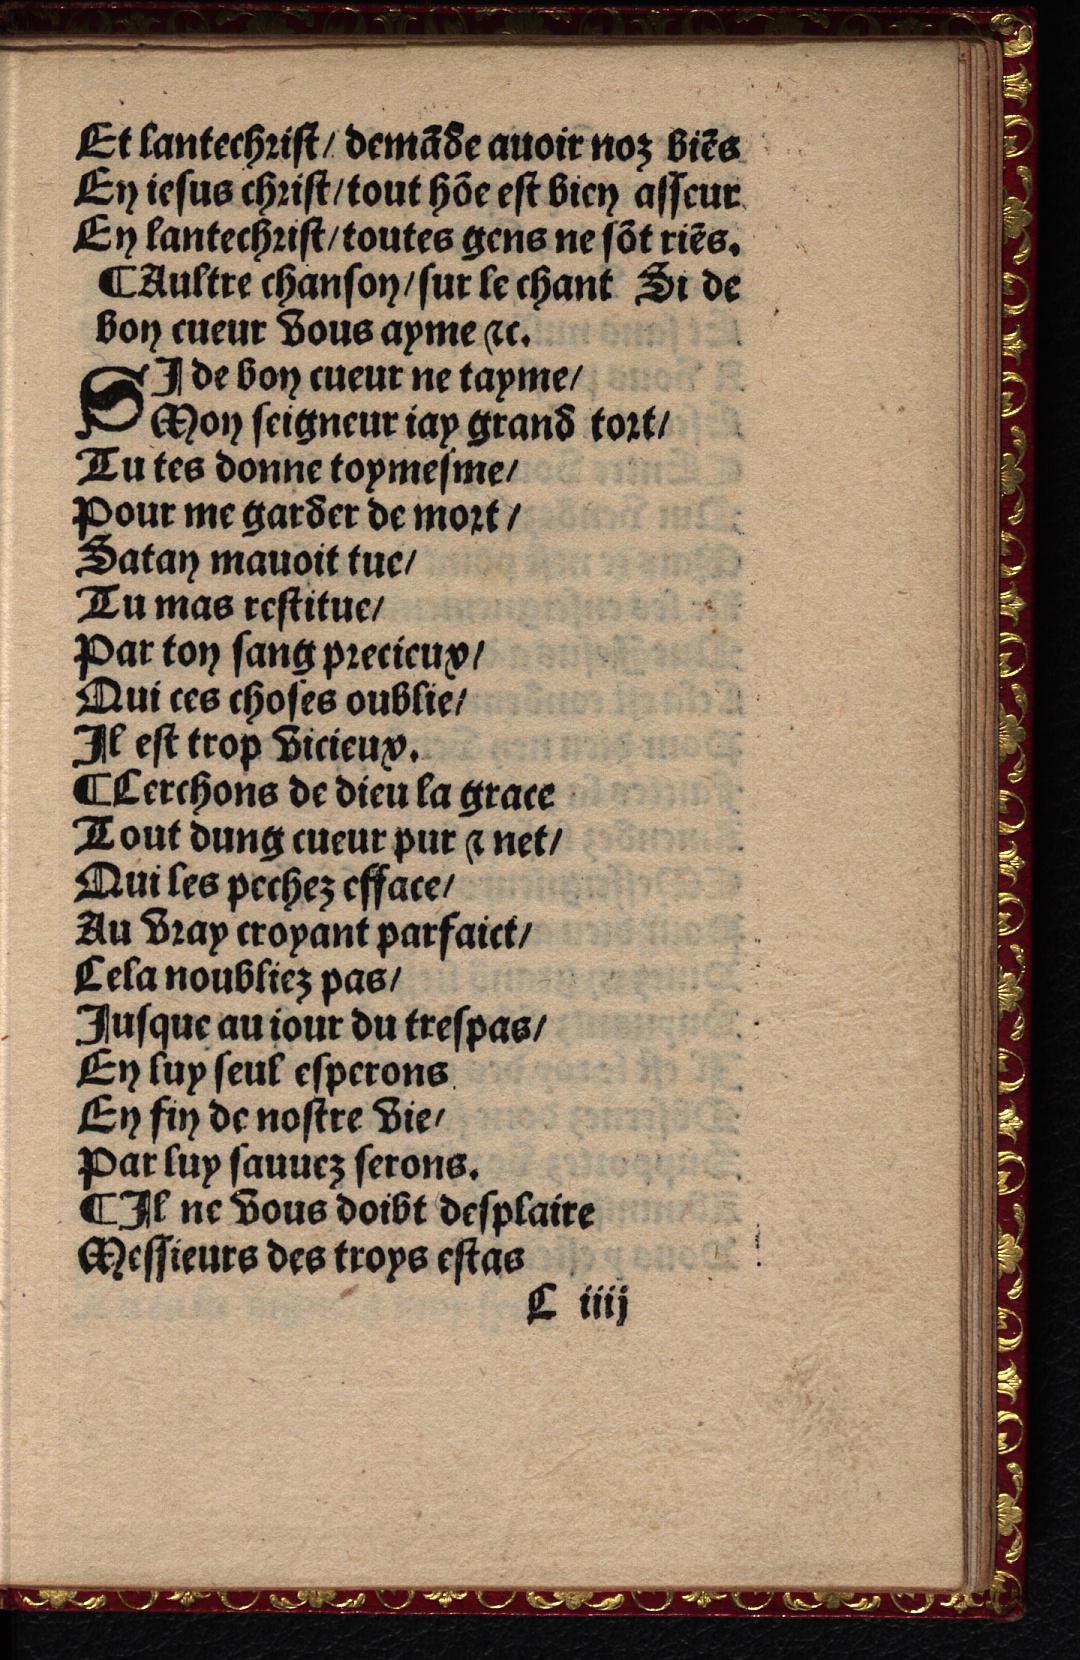 Et lantechrist/ demāde auoir noz biēs
En iesus christ/tout hōe est bien asseur
En lantechrist/toutes gens ne sōt riēs.
¶Aultre chanson/sur le chant Si de
bon cueur vous ayme ⁊c.
SI de bon cueur ne tayme/
Mon seigneur iay grand tort/
Tu tes donne toymesme/
Pour me garder de mort/
Satan mauoit tue/
Tu mas restitue/
Par ton sang precieux/
Qui ces choses oublie/
Il est trop vicieux.
¶Cerchons de dieu la grace
Tout dung cueur pur ⁊ net/
Qui les pechez efface/
Au vray croyant parfaict/
Cela noubliez pas/
Jusque au iour du trespas/
En luy seul esperons
En fin de nostre vie/
Par luy sauuez serons.
¶Il ne vous doibt desplaire
Messieurs des troys estas
C iiij